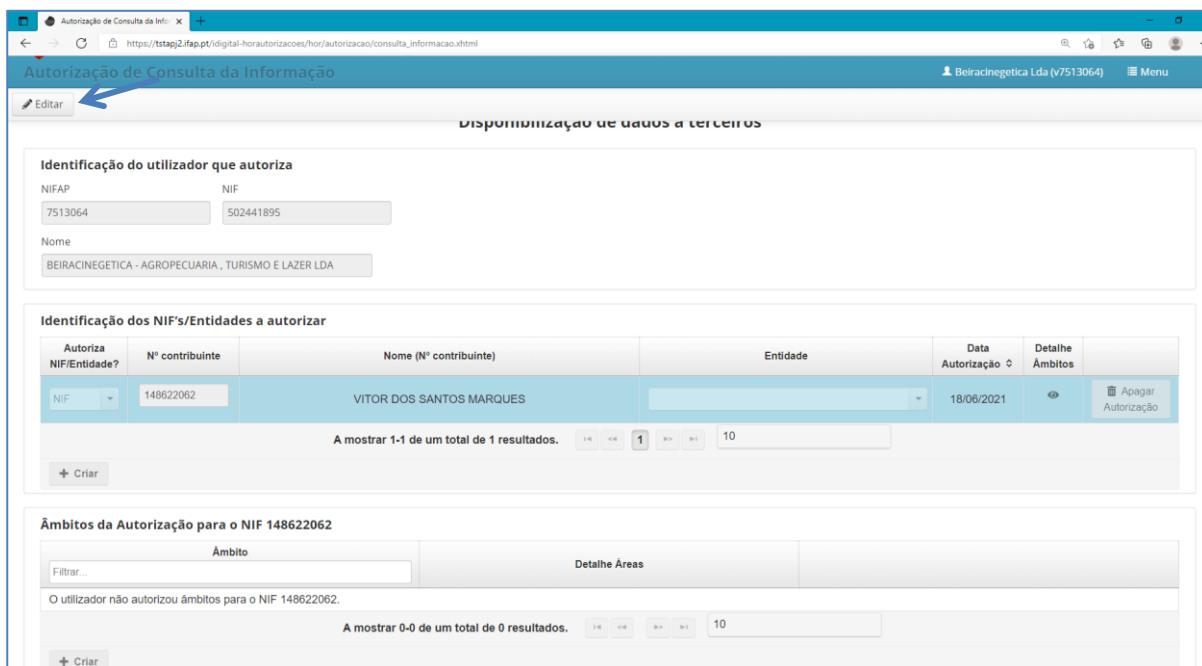 Autorização de Consulta da Infor
https://tstapj2.ifap.pt/idigital-horautorizacoes/hor/autorizacao/consulta_informacao.xhtml
Autorização de Consulta da Informação
Beiracinegetica Lda (v7513064)
Menu
Editar
Disponibilização de dados a terceiros
Identificação do utilizador que autoriza
NIFAP NIF
7513064 502441895
Nome
BEIRACINEGETICA - AGROPECUARIA , TURISMO E LAZER LDA
Identificação dos NIF's/Entidades a autorizar
Autoriza NIF/Entidade? Nº contribuinte Nome (Nº contribuinte) Entidade Data Autorização Detalhe Âmbitos
NIF 148622062 VITOR DOS SANTOS MARQUES 18/06/2021 Apagar Autorização
A mostrar 1-1 de um total de 1 resultados. 1 10
+ Criar
Âmbitos da Autorização para o NIF 148622062
Âmbito Detalhe Áreas
Filtrar...
O utilizador não autorizou âmbitos para o NIF 148622062.
A mostrar 0-0 de um total de 0 resultados. 10
+ Criar